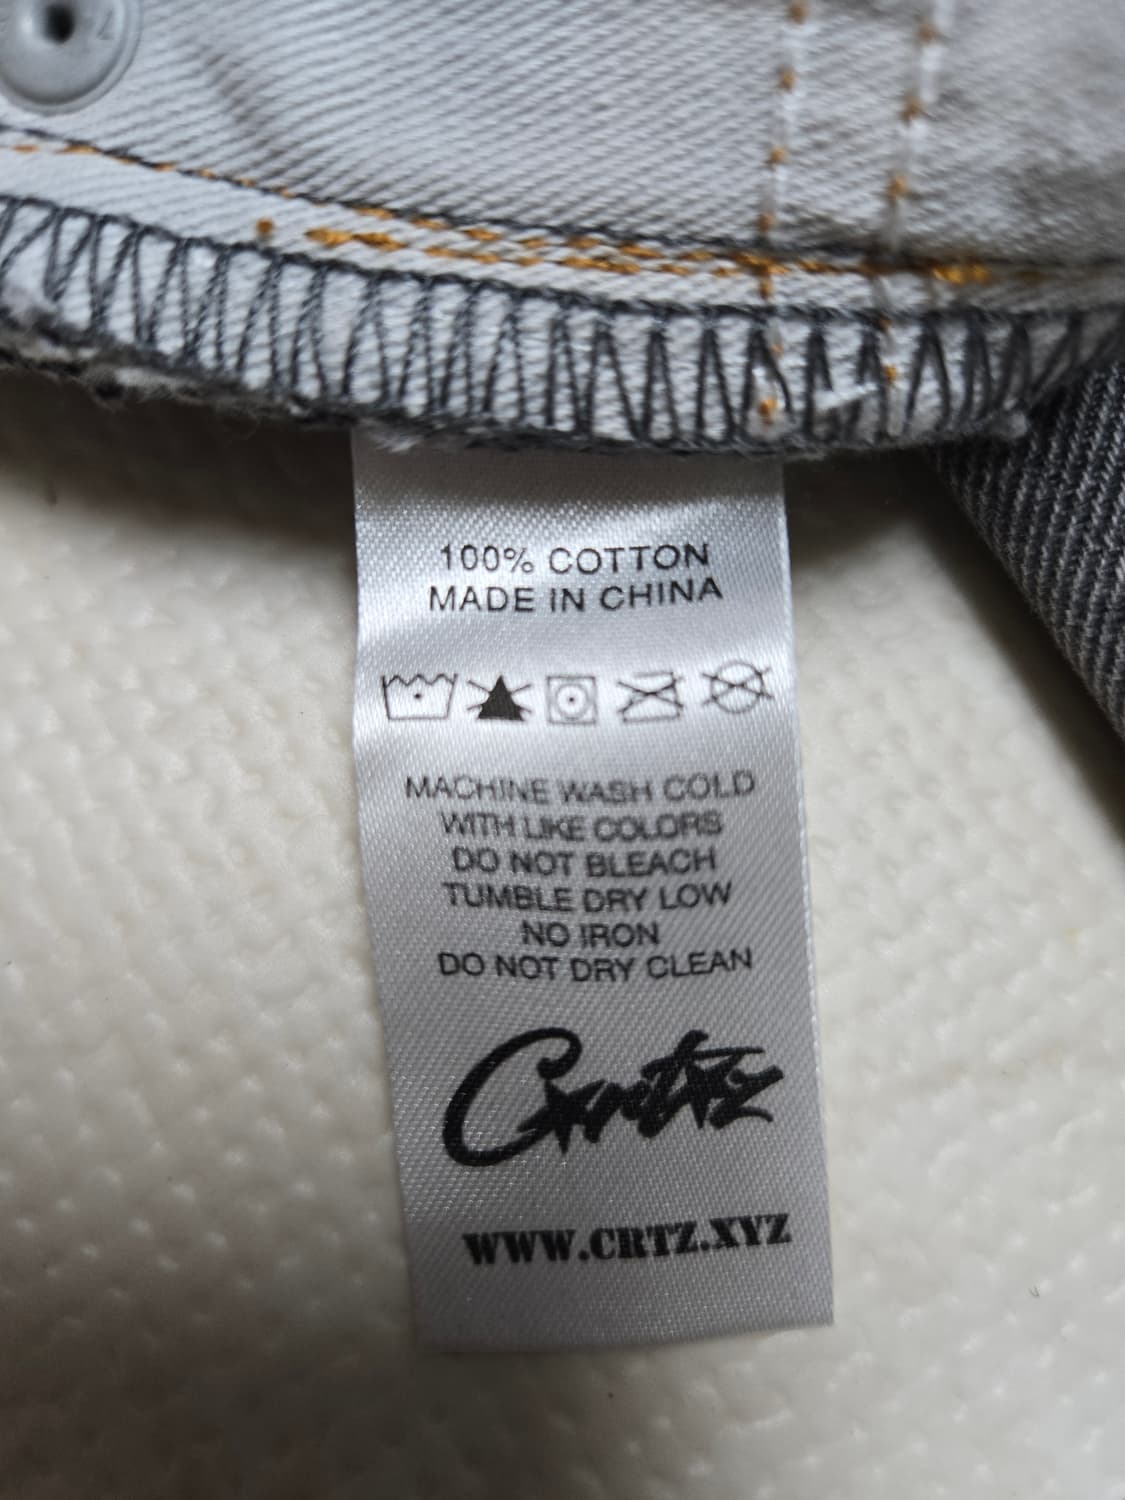 100% COTTON
MADE IN CHINA
MACHINE WASH COLD
WITH LIKE COLORS
DO NOT BLEACH
TUMBLE DRY LOW
NO IRON
DO NOT DRY CLEAN
Crtz
WWW.CRTZ.XYZ